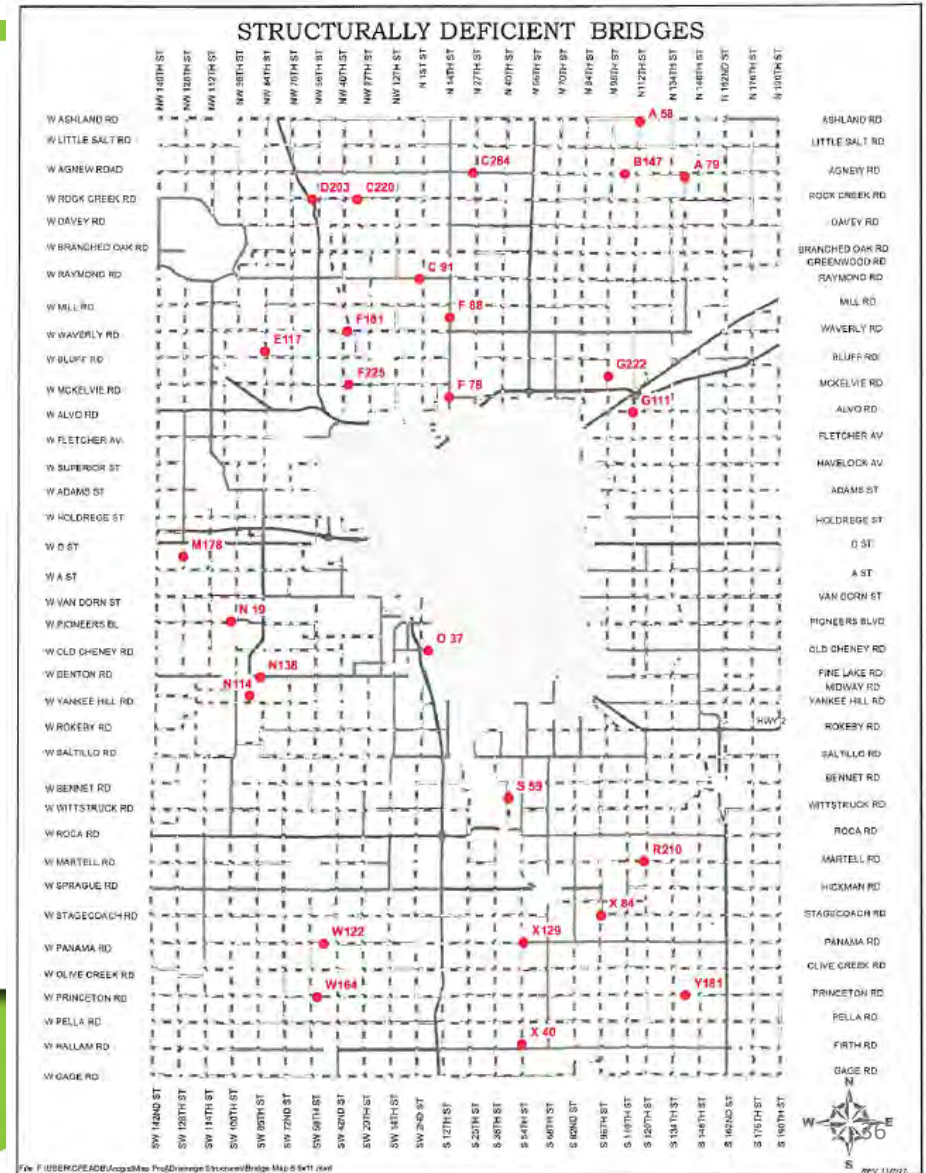 STRUCTURALLY DEFICIENT BRIDGES
NW 140TH ST
NW 126TH ST
NW 112TH ST
NW 98TH ST
NW 84TH ST
NW 70TH ST
NW 56TH ST
NW 40TH ST
NW 27TH ST
NW 12TH ST
N 1ST ST
N 14TH ST
N 27TH ST
N 40TH ST
N 56TH ST
N 70TH ST
N 84TH ST
N 98TH ST
N 112TH ST
N 134TH ST
N 148TH ST
N 162ND ST
N 176TH ST
N 190TH ST
W ASHLAND RD
A 58
ASHLAND RD
W LITTLE SALT RD
LITTLE SALT RD
W AGNEW ROAD
C264
B147
A 79
AGNEW RD
W ROCK CREEK RD
D203
C220
ROCK CREEK RD
W DAVEY RD
DAVEY RD
W BRANCHED OAK RD
BRANCHED OAK RD
GREENWOOD RD
W RAYMOND RD
C 91
RAYMOND RD
W MILL RD
F 88
MILL RD
W WAVERLY RD
F181
WAVERLY RD
W BLUFF RD
E117
BLUFF RD
G222
W MCKELVIE RD
F225
F 78
MCKELVIE RD
W ALVO RD
G111
ALVO RD
W FLETCHER AV
FLETCHER AV
W SUPERIOR ST
HAVELOCK AV
W ADAMS ST
ADAMS ST
W HOLDREGE ST
HOLDREGE ST
W O ST
M178
O ST
W A ST
A ST
W VAN DORN ST
VAN DORN ST
N 19
W PIONEERS BL
PIONEERS BLVD
W OLD CHENEY RD
O 37
OLD CHENEY RD
W DENTON RD
N138
PINE LAKE RD
N114
MIDWAY RD
W YANKEE HILL RD
YANKEE HILL RD
W ROKEBY RD
HWY 2
ROKEBY RD
W SALTILLO RD
SALTILLO RD
W BENNET RD
BENNET RD
S 59
W WITTSTRUCK RD
WITTSTRUCK RD
W ROCA RD
ROCA RD
R210
W MARTELL RD
MARTELL RD
W SPRAGUE RD
HICKMAN RD
X 84
W STAGECOACH RD
STAGECOACH RD
W122
X129
W PANAMA RD
PANAMA RD
W OLIVE CREEK RD
OLIVE CREEK RD
W164
Y181
W PRINCETON RD
PRINCETON RD
W PELLA RD
PELLA RD
X 40
W HALLAM RD
FIRTH RD
W GAGE RD
GAGE RD
SW 142ND ST
SW 128TH ST
SW 114TH ST
SW 100TH ST
SW 86TH ST
SW 72ND ST
SW 58TH ST
SW 42ND ST
SW 29TH ST
SW 14TH ST
SW 2ND ST
S 12TH ST
S 25TH ST
S 38TH ST
S 54TH ST
S 68TH ST
S 82ND ST
S 96TH ST
S 110TH ST
S 120TH ST
S 134TH ST
S 148TH ST
S 162ND ST
S 176TH ST
S 190TH ST
N
W
E
S
36